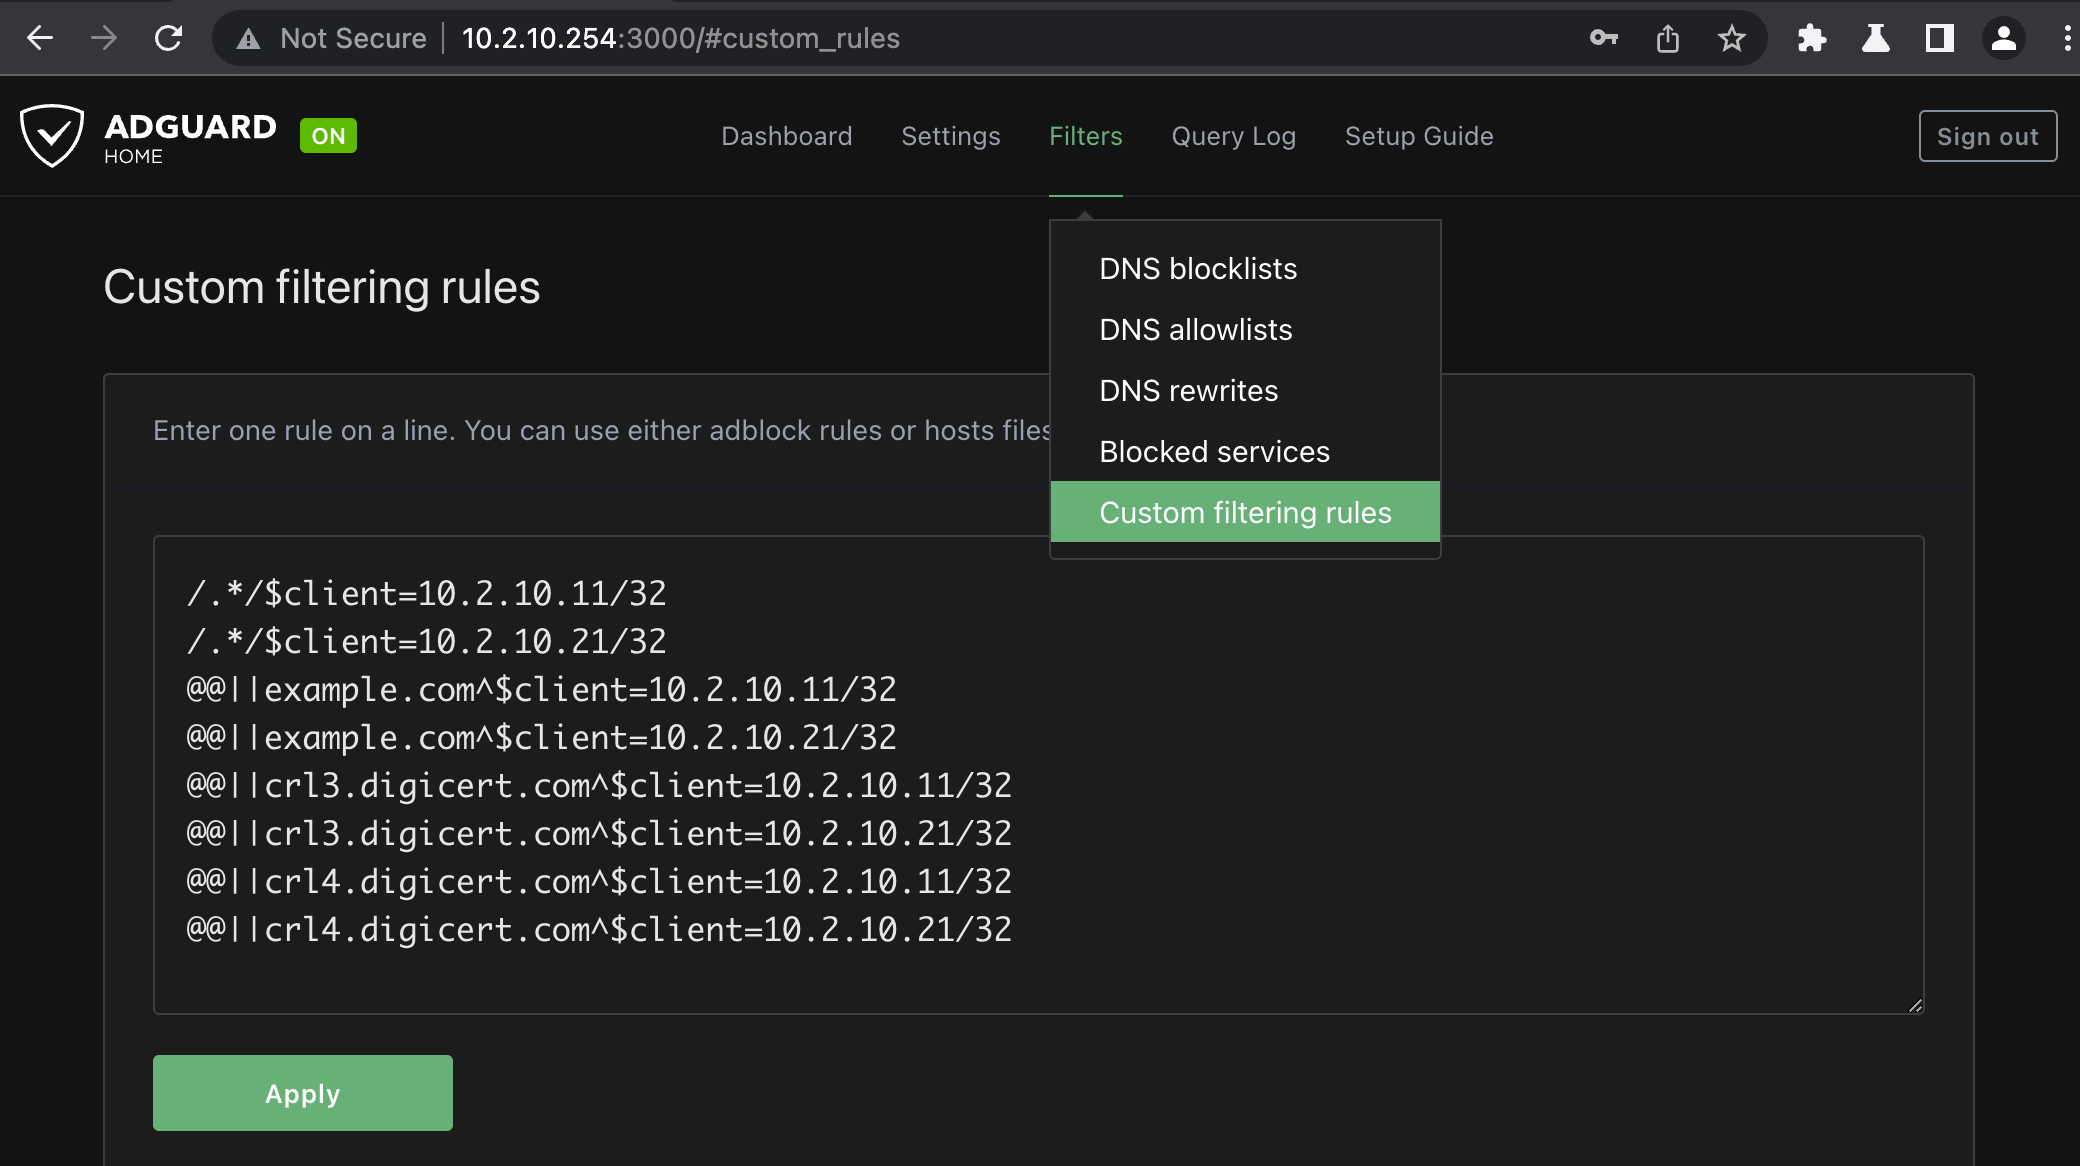 Not Secure
10.2.10.254:3000/#custom_rules
ADGUARD
HOME
ON
Dashboard
Settings
Filters
Query Log
Setup Guide
Sign out
DNS blocklists
DNS allowlists
DNS rewrites
Blocked services
Custom filtering rules
Custom filtering rules
Enter one rule on a line. You can use either adblock rules or hosts files
/.*/$client=10.2.10.11/32
/.*/$client=10.2.10.21/32
@@||example.com^$client=10.2.10.11/32
@@||example.com^$client=10.2.10.21/32
@@||crl3.digicert.com^$client=10.2.10.11/32
@@||crl3.digicert.com^$client=10.2.10.21/32
@@||crl4.digicert.com^$client=10.2.10.11/32
@@||crl4.digicert.com^$client=10.2.10.21/32
Apply